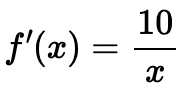 f′(x) = 10/x